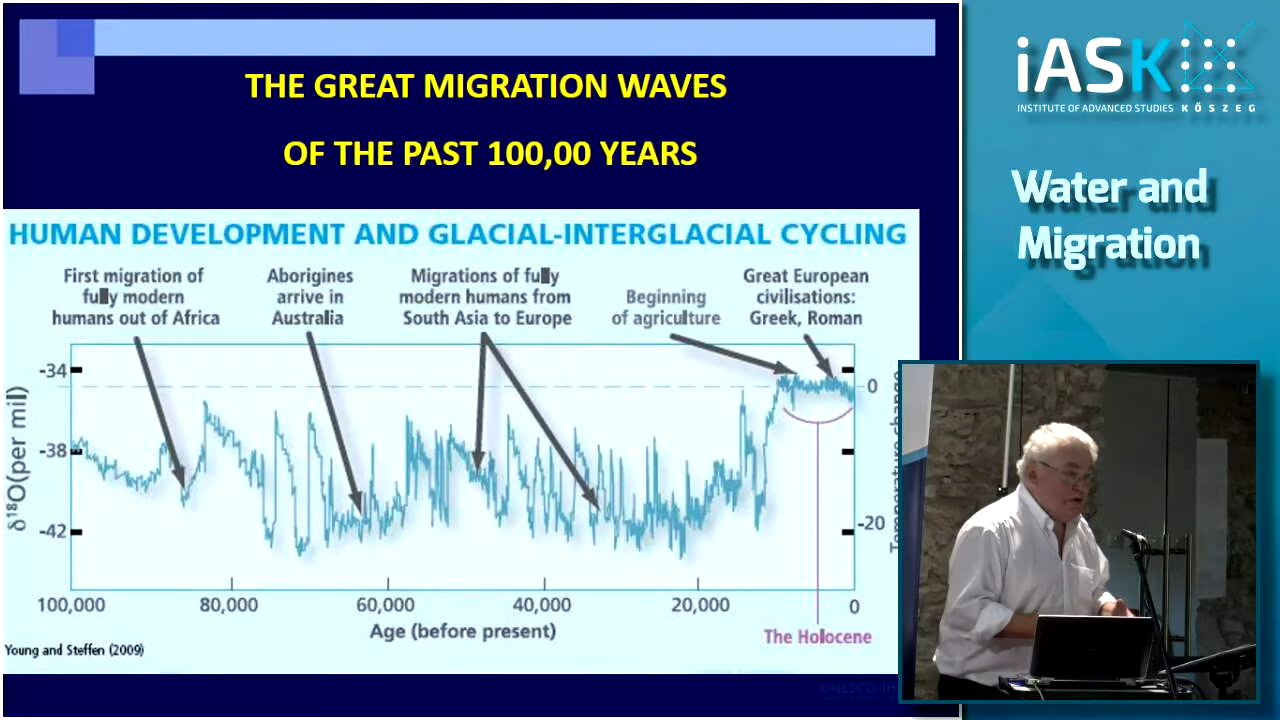 THE GREAT MIGRATION WAVES
OF THE PAST 100,00 YEARS
HUMAN DEVELOPMENT AND GLACIAL-INTERGLACIAL CYCLING
First migration of
fully modern
humans out of Africa
Aborigines
arrive in
Australia
Migrations of fully
modern humans from
South Asia to Europe
Beginning
of agriculture
Great European
civilisations:
Greek, Roman
-34
-38
-42
δ¹⁸O(per mil)
0
-20
Temperature change
100,000
80,000
60,000
40,000
20,000
0
Age (before present)
The Holocene
Young and Steffen (2009)
UNESCO-IH
iASK
INSTITUTE OF ADVANCED STUDIES KŐSZEG
Water and
Migration